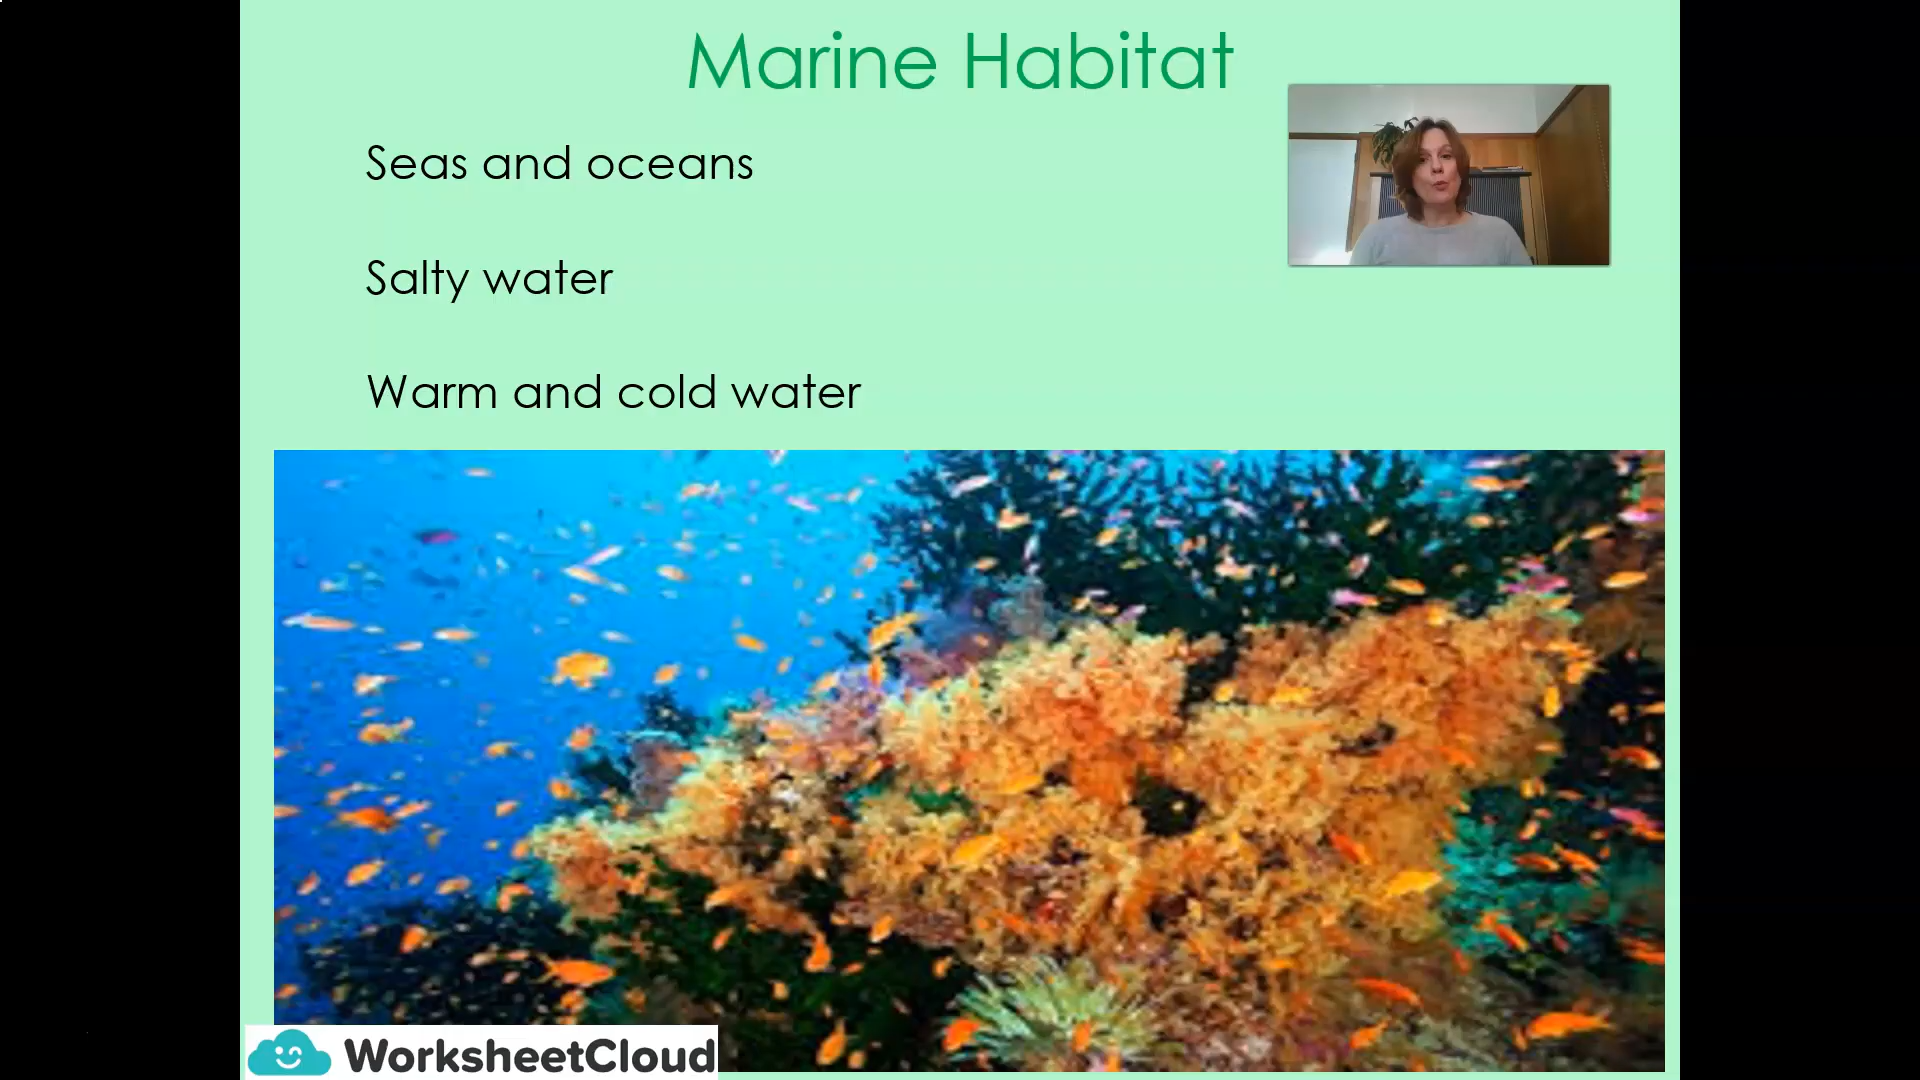 Marine Habitat
Seas and oceans
Salty water
Warm and cold water
WorksheetCloud